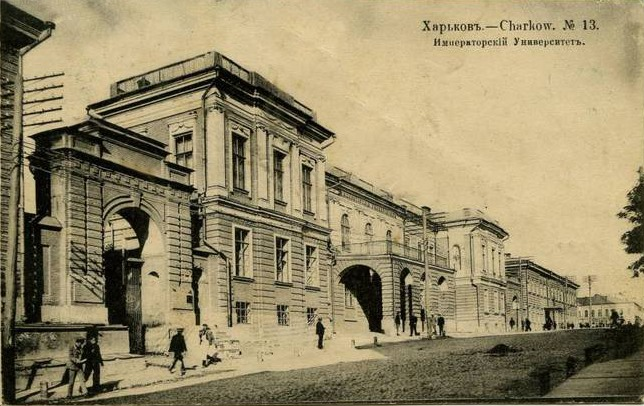 Харьковъ.—Charkow. № 13.
Императорскій Университетъ.